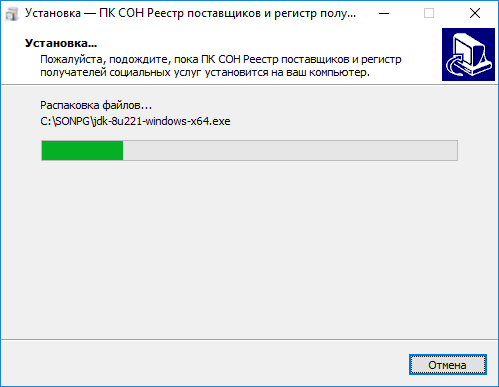 Установка — ПК СОН Реестр поставщиков и регистр полу...
Установка...
Пожалуйста, подождите, пока ПК СОН Реестр поставщиков и регистр
получателей социальных услуг установится на ваш компьютер.
Распаковка файлов...
C:\SONPG\jdk-8u221-windows-x64.exe
Отмена